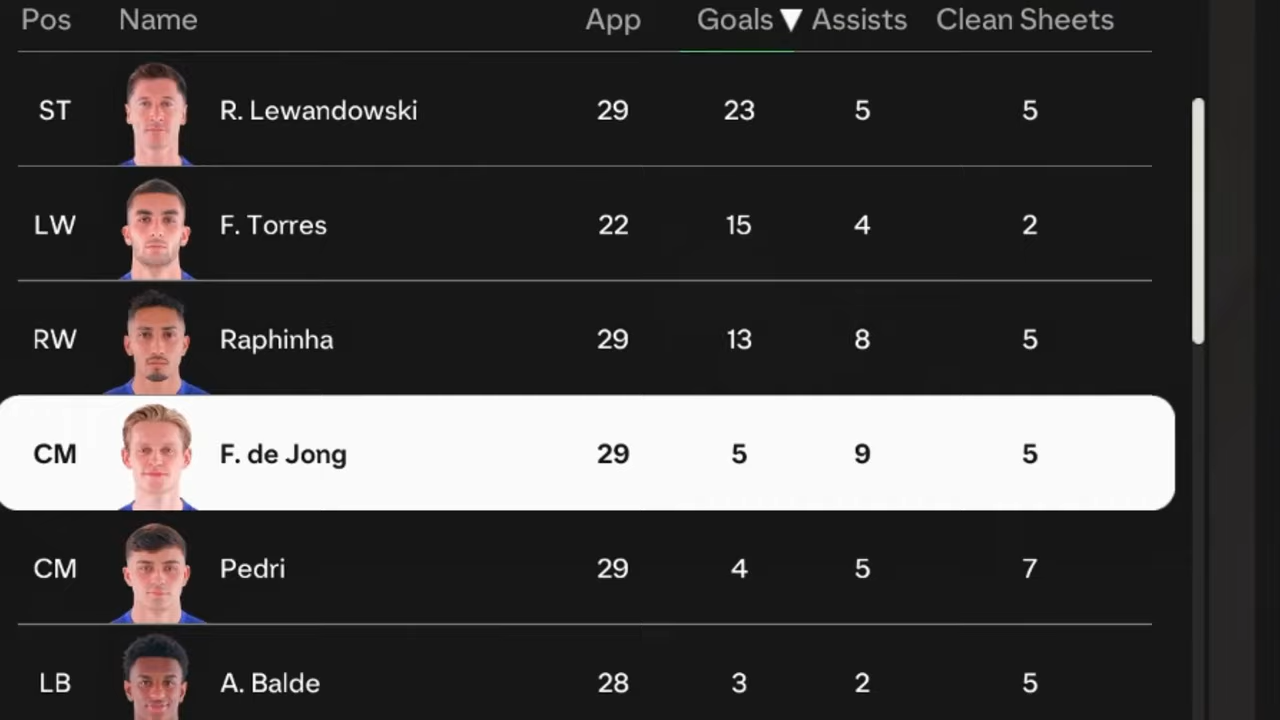 Pos Name App Goals ▼ Assists Clean Sheets
ST R. Lewandowski 29 23 5 5
LW F. Torres 22 15 4 2
RW Raphinha 29 13 8 5
CM F. de Jong 29 5 9 5
CM Pedri 29 4 5 7
LB A. Balde 28 3 2 5